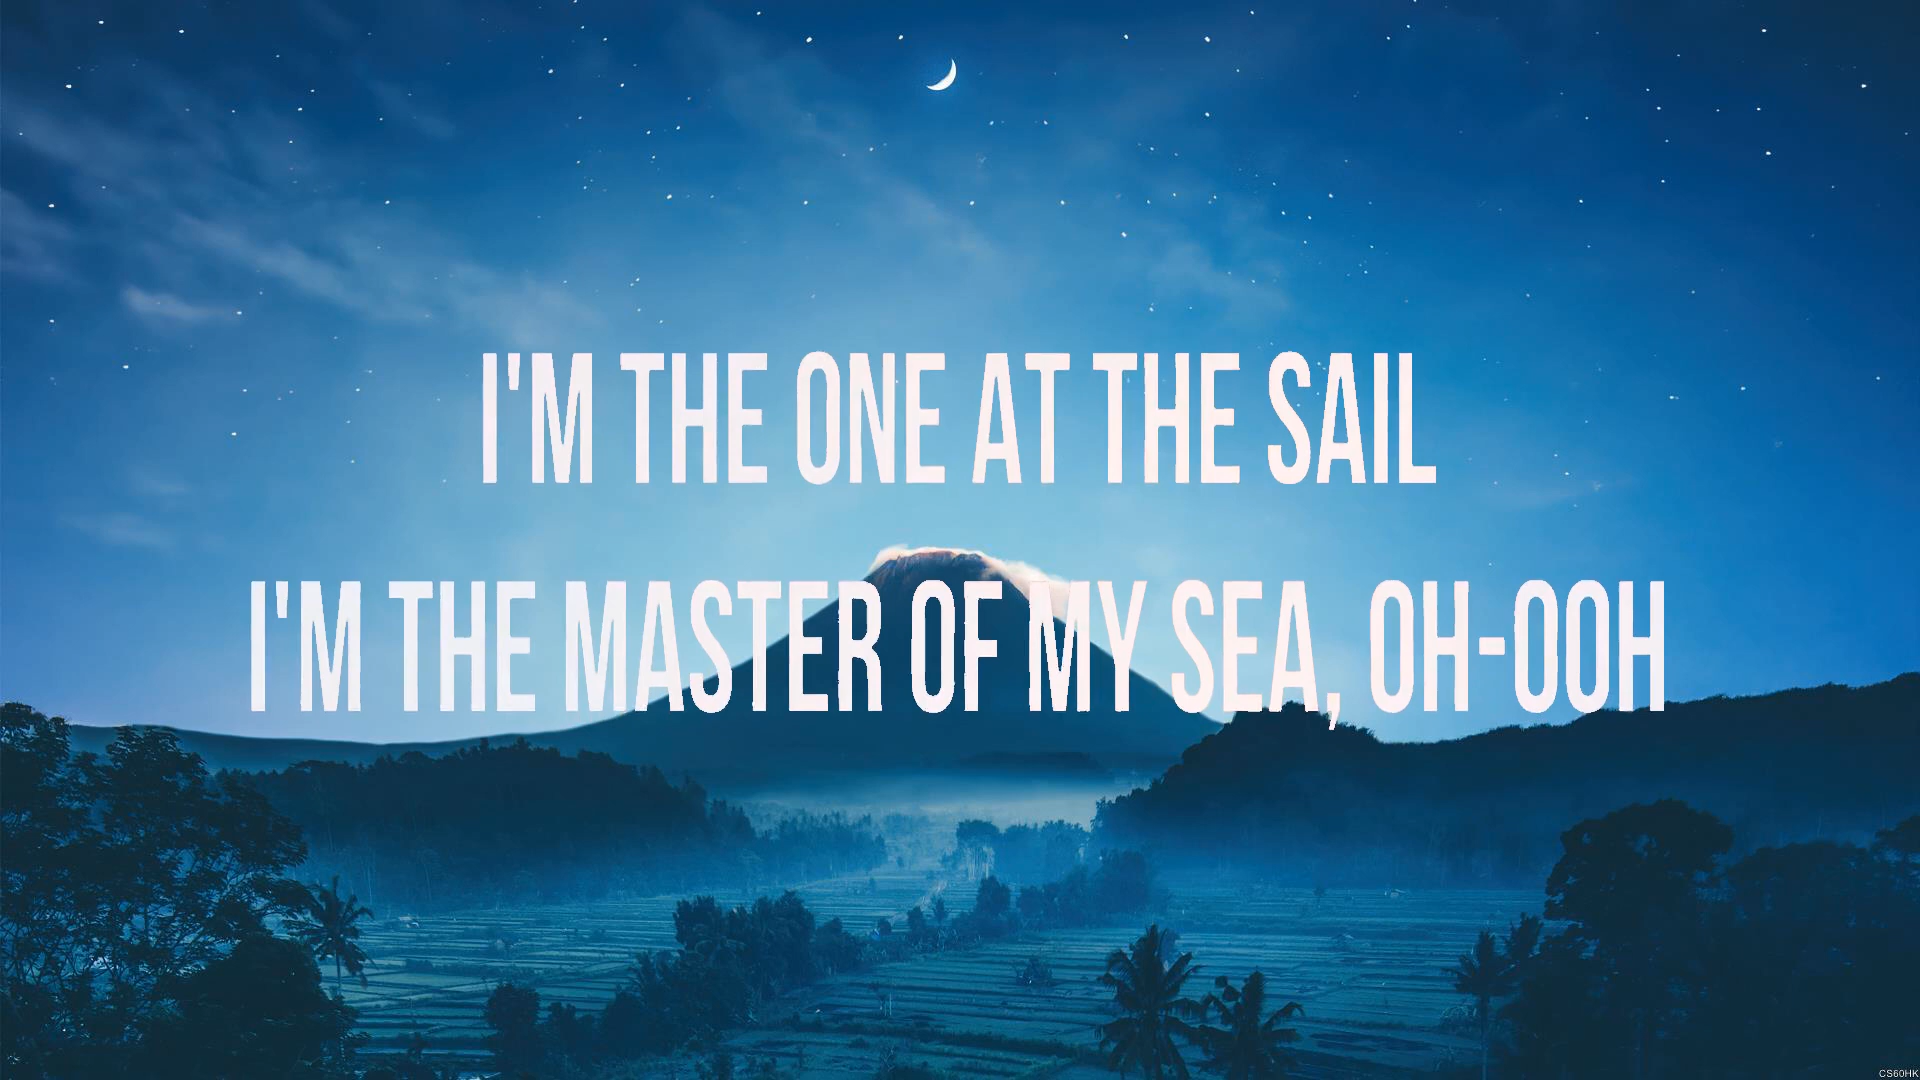 I'M THE ONE AT THE SAIL
I'M THE MASTER OF MY SEA, OH-OOH
CS60HK